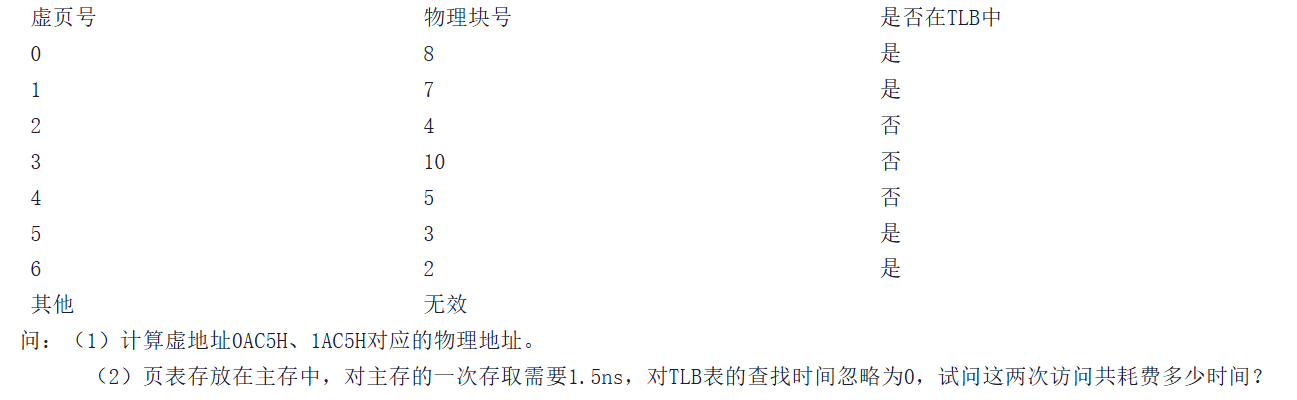 虚页号 物理块号 是否在TLB中
0 8 是
1 7 是
2 4 否
3 10 否
4 5 否
5 3 是
6 2 是
其他 无效
问：（1）计算虚地址0AC5H、1AC5H对应的物理地址。
（2）页表存放在主存中，对主存的一次存取需要1.5ns，对TLB表的查找时间忽略为0，试问这两次访问共耗费多少时间？